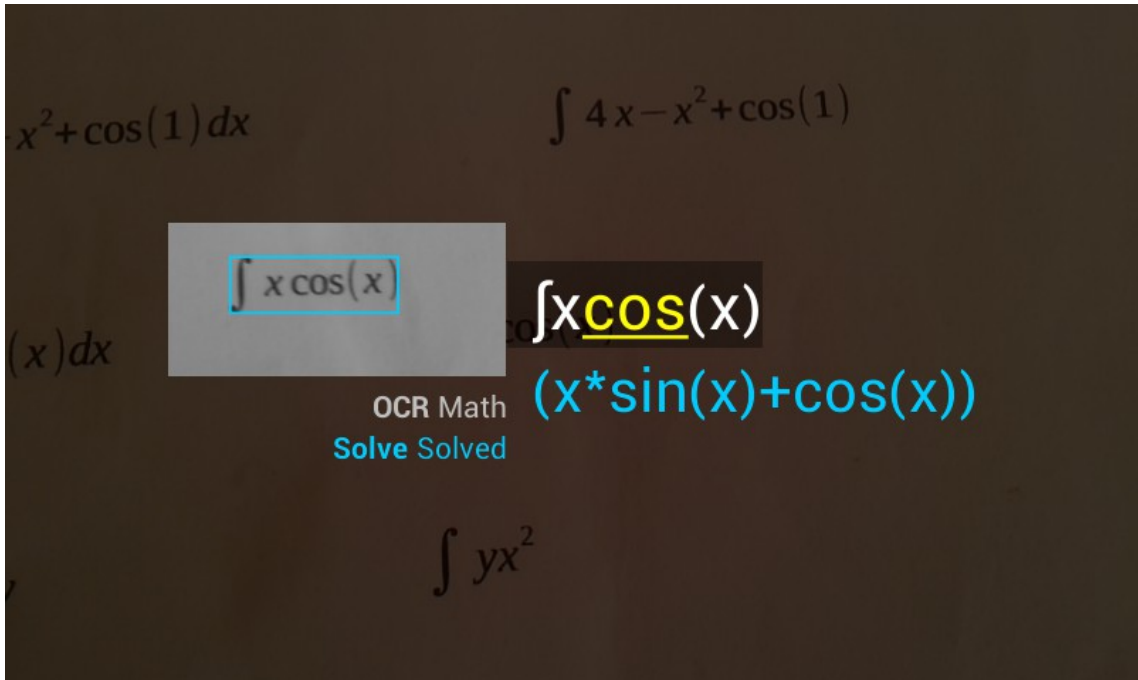 x²+cos(1)dx
∫ 4x−x²+cos(1)
∫ x cos(x)
∫xcos(x)
(x)dx
(x*sin(x)+cos(x))
OCR Math
Solve Solved
∫ yx²